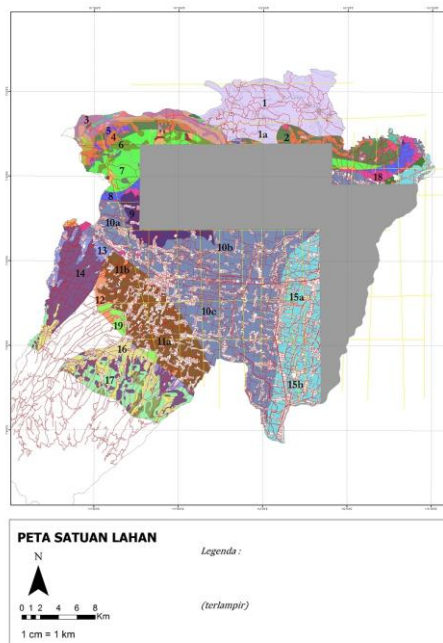 1
1a
2
3
5
4
6
7
18
8
9
10a
10b
13
11b
14
15a
12
10c
19
11a
16
17
15b
PETA SATUAN LAHAN
Legenda :
N
(terlampir)
0 1 2 4 6 8
Km
1 cm = 1 km